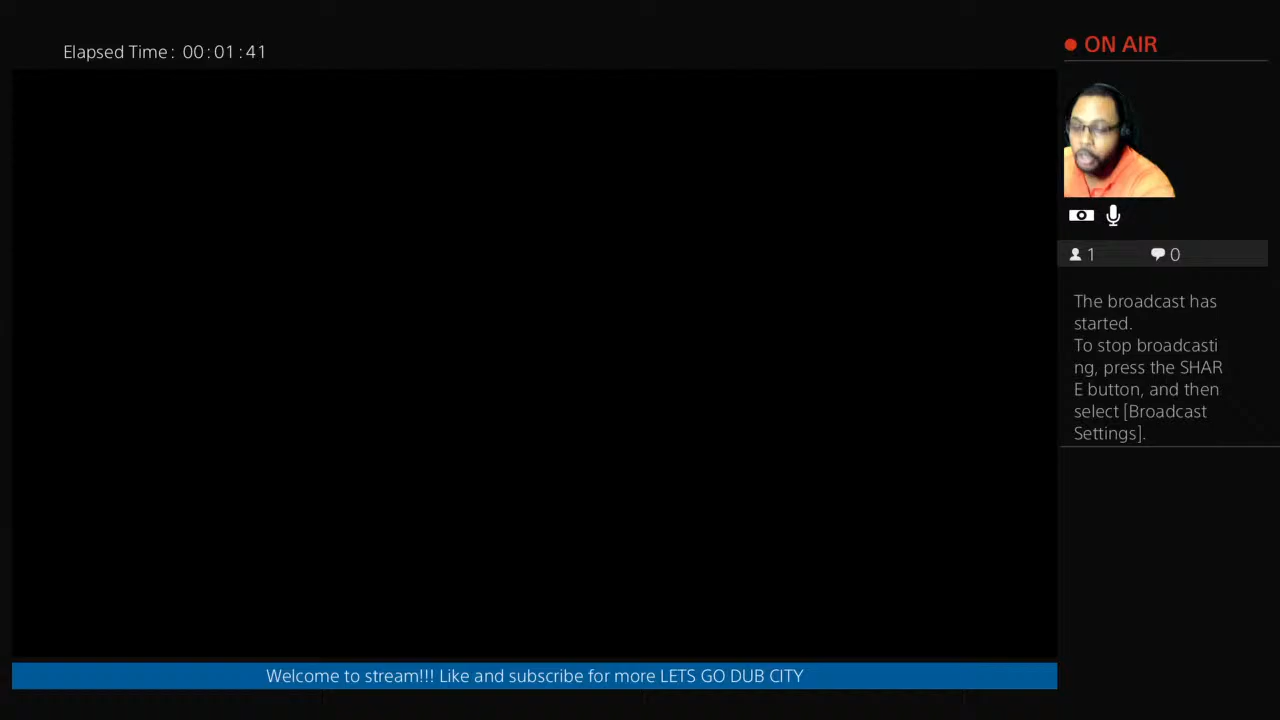 Elapsed Time: 00:01:41
ON AIR
1 0
The broadcast has
started.
To stop broadcasti
ng, press the SHAR
E button, and then
select [Broadcast
Settings].
Welcome to stream!!! Like and subscribe for more LETS GO DUB CITY